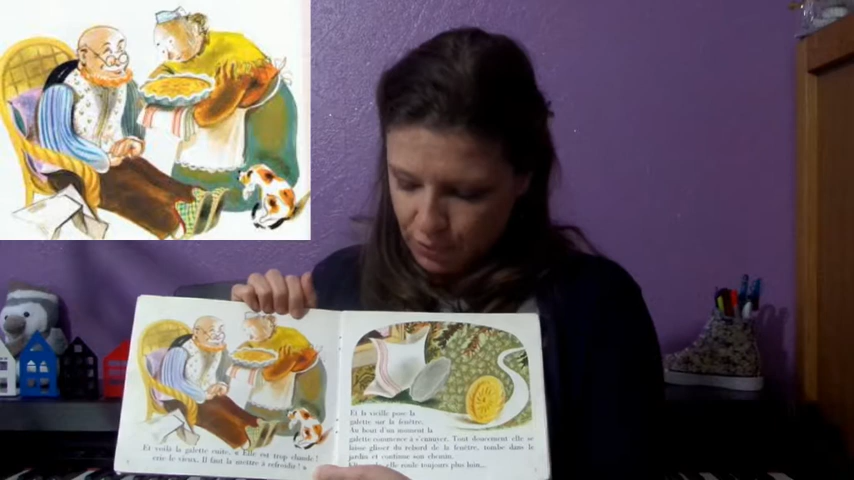 Et voilà la galette cuite. « Elle est trop chaude !
crie le vieux. Il faut la mettre à refroidir ! »
Et la vieille pose la
galette sur la fenêtre.
Au bout d'un moment la
galette commence à s'ennuyer. Tout doucement elle se
laisse glisser du rebord de la fenêtre, tombe dans le
jardin et continue son chemin.
elle roule toujours plus loin...